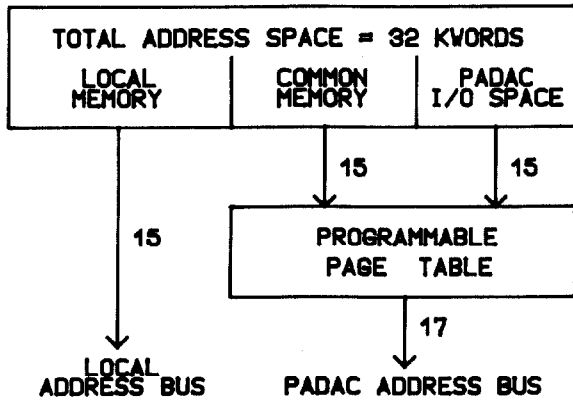 TOTAL ADDRESS SPACE = 32 KWORDS
LOCAL MEMORY
COMMON MEMORY
PADAC I/O SPACE
15
15
15
PROGRAMMABLE
PAGE TABLE
17
LOCAL
ADDRESS BUS
PADAC ADDRESS BUS